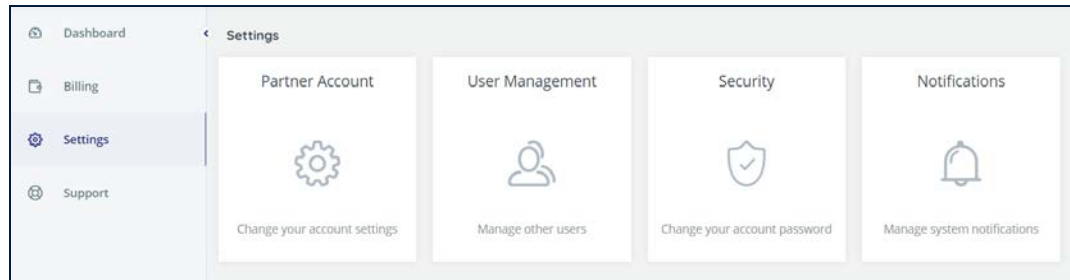 Dashboard
Billing
Settings
Support
Settings
Partner Account
Change your account settings
User Management
Manage other users
Security
Change your account password
Notifications
Manage system notifications